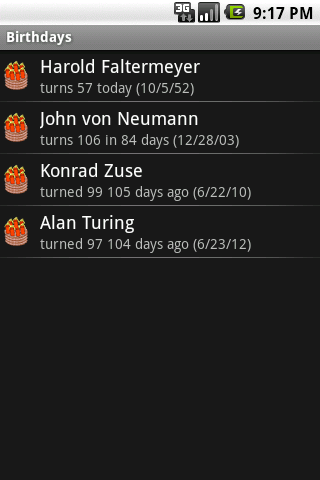 3G 9:17 PM
Birthdays
Harold Faltermeyer
turns 57 today (10/5/52)
John von Neumann
turns 106 in 84 days (12/28/03)
Konrad Zuse
turned 99 105 days ago (6/22/10)
Alan Turing
turned 97 104 days ago (6/23/12)